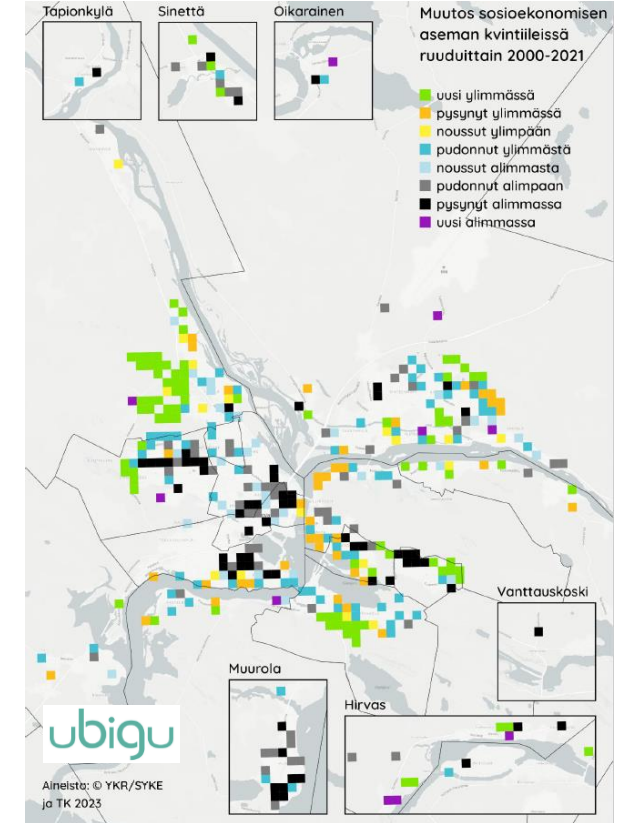 Tapionkylä
Sinettä
Oikarainen
Muutos sosioekonomisen
aseman kvintiileissä
ruuduittain 2000-2021
uusi ylimmässä
pysynyt ylimmässä
noussut ylimpään
pudonnut ylimmästä
noussut alimmasta
pudonnut alimpaan
pysynyt alimmassa
uusi alimmassa
Vanttauskoski
Muurola
Hirvas
ubigu
Aineisto: © YKR/SYKE
ja TK 2023